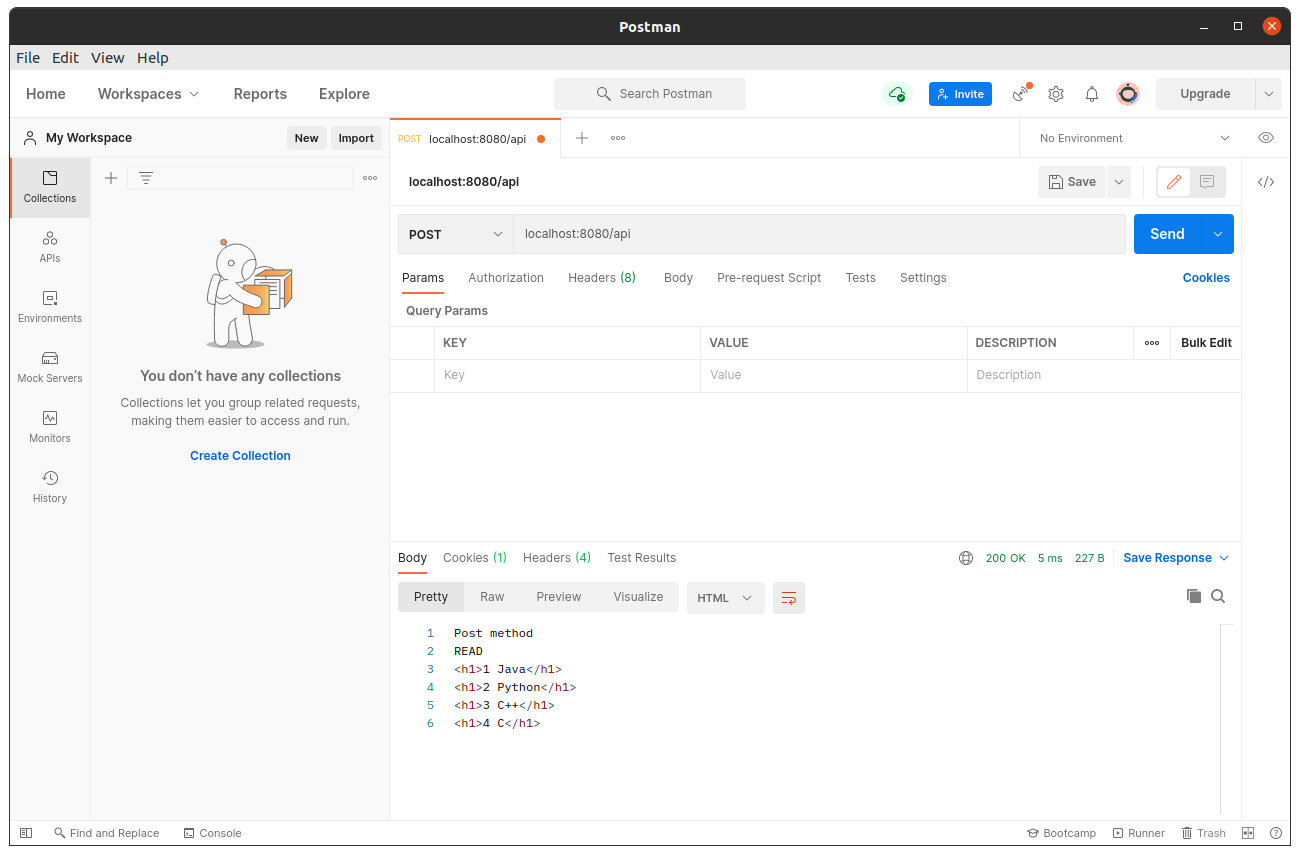 Postman
File Edit View Help
Home Workspaces Reports Explore Search Postman Invite Upgrade
My Workspace New Import POST localhost:8080/api No Environment
Collections
APIs
Environments
Mock Servers
Monitors
History
You don't have any collections
Collections let you group related requests,
making them easier to access and run.
Create Collection
localhost:8080/api Save
POST localhost:8080/api Send
Params Authorization Headers (8) Body Pre-request Script Tests Settings Cookies
Query Params
KEY VALUE DESCRIPTION Bulk Edit
Key Value Description
Body Cookies (1) Headers (4) Test Results 200 OK 5 ms 227 B Save Response
Pretty Raw Preview Visualize HTML
1 Post method
2 READ
3 <h1>1 Java</h1>
4 <h1>2 Python</h1>
5 <h1>3 C++</h1>
6 <h1>4 C</h1>
Find and Replace Console Bootcamp Runner Trash